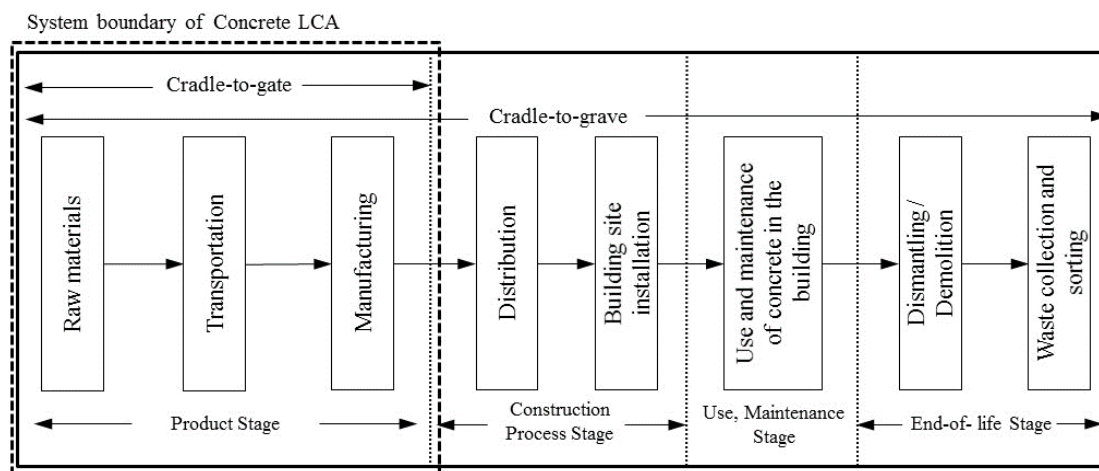 System boundary of Concrete LCA
Cradle-to-gate
Cradle-to-grave
Raw materials
Transportation
Manufacturing
Distribution
Building site
installation
Use and maintenance
of concrete in the
building
Dismantling/
Demolition
Waste collection and
sorting
Product Stage
Construction
Process Stage
Use, Maintenance
Stage
End-of- life Stage